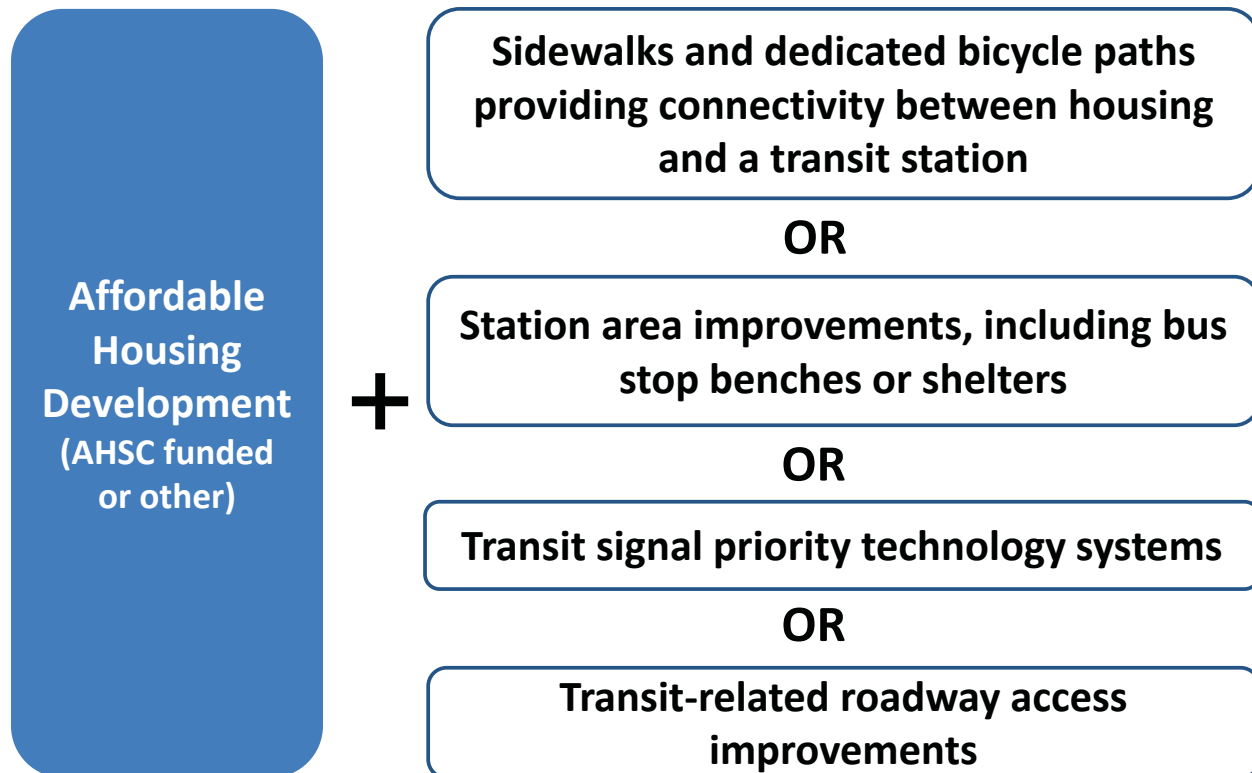 Affordable
Housing
Development
(AHSC funded
or other)
+
Sidewalks and dedicated bicycle paths
providing connectivity between housing
and a transit station
OR
Station area improvements, including bus
stop benches or shelters
OR
Transit signal priority technology systems
OR
Transit-related roadway access
improvements